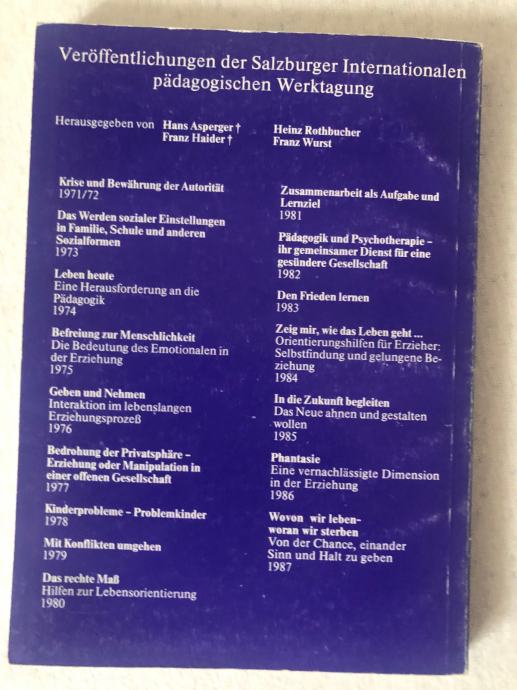 Veröffentlichungen der Salzburger Internationalen
pädagogischen Werktagung
Herausgegeben von Hans Asperger †
Franz Haider †
Heinz Rothbucher
Franz Wurst
Krise und Bewährung der Autorität
1971/72
Das Werden sozialer Einstellungen
in Familie, Schule und anderen
Sozialformen
1973
Leben heute
Eine Herausforderung an die
Pädagogik
1974
Befreiung zur Menschlichkeit
Die Bedeutung des Emotionalen in
der Erziehung
1975
Geben und Nehmen
Interaktion im lebenslangen
Erziehungsprozeß
1976
Bedrohung der Privatsphäre –
Erziehung oder Manipulation in
einer offenen Gesellschaft
1977
Kinderprobleme – Problemkinder
1978
Mit Konflikten umgehen
1979
Das rechte Maß
Hilfen zur Lebensorientierung
1980
Zusammenarbeit als Aufgabe und
Lernziel
1981
Pädagogik und Psychotherapie –
ihr gemeinsamer Dienst für eine
gesündere Gesellschaft
1982
Den Frieden lernen
1983
Zeig mir, wie das Leben geht ...
Orientierungshilfen für Erzieher:
Selbstfindung und gelungene Be-
ziehung
1984
In die Zukunft begleiten
Das Neue ahnen und gestalten
wollen
1985
Phantasie
Eine vernachlässigte Dimension
in der Erziehung
1986
Wovon wir leben-
woran wir sterben
Von der Chance, einander
Sinn und Halt zu geben
1987